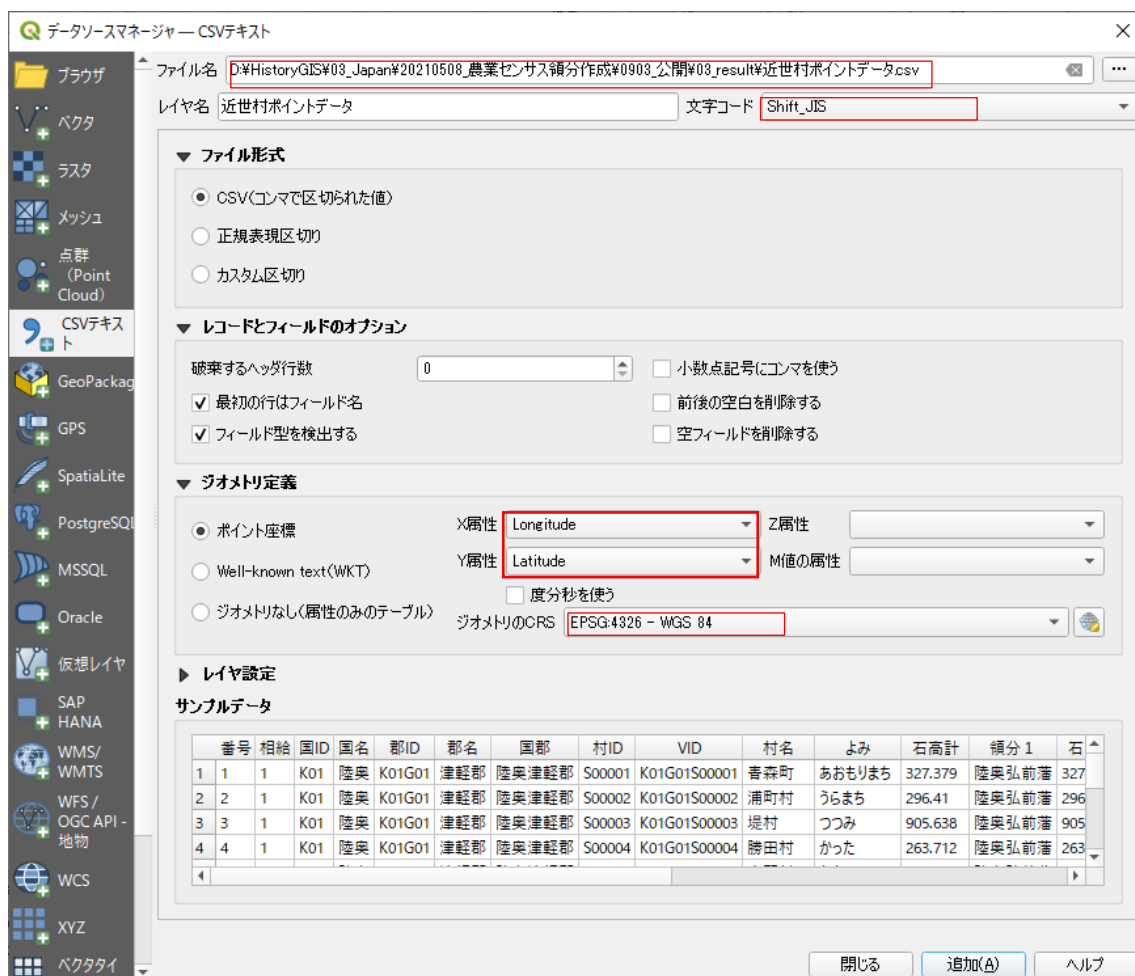 データソースマネージャ — CSVテキスト
ブラウザ
ベクタ
ラスタ
メッシュ
点群
(Point
Cloud)
CSVテキス
ト
GeoPackag
GPS
SpatiaLite
PostgreSQL
MSSQL
Oracle
仮想レイヤ
SAP
HANA
WMS/
WMTS
WFS /
OGC API -
地物
WCS
XYZ
ベクタタイ
ファイル名 D:¥HistoryGIS¥03_Japan¥20210508_農業センサス領分作成¥0903_公開¥03_result¥近世村ポイントデータ.csv ...
レイヤ名 近世村ポイントデータ 文字コード Shift_JIS
ファイル形式
CSV(コンマで区切られた値)
正規表現区切り
カスタム区切り
レコードとフィールドのオプション
破棄するヘッダ行数 0 小数点記号にコンマを使う
最初の行はフィールド名 前後の空白を削除する
フィールド型を検出する 空フィールドを削除する
ジオメトリ定義
ポイント座標 X属性 Longitude Z属性
Well-known text(WKT) Y属性 Latitude M値の属性
度分秒を使う
ジオメトリなし(属性のみのテーブル) ジオメトリのCRS EPSG:4326 - WGS 84
レイヤ設定
サンプルデータ
番号 相給 国ID 国名 郡ID 郡名 国郡 村ID VID 村名 よみ 石高計 領分1 石
1 1 1 K01 陸奥 K01G01 津軽郡 陸奥津軽郡 S00001 K01G01S00001 青森町 あおもりまち 327.379 陸奥弘前藩 327
2 2 1 K01 陸奥 K01G01 津軽郡 陸奥津軽郡 S00002 K01G01S00002 浦町村 うらまち 296.41 陸奥弘前藩 296
3 3 1 K01 陸奥 K01G01 津軽郡 陸奥津軽郡 S00003 K01G01S00003 堤村 つつみ 905.638 陸奥弘前藩 905
4 4 1 K01 陸奥 K01G01 津軽郡 陸奥津軽郡 S00004 K01G01S00004 勝田村 かった 263.712 陸奥弘前藩 263
閉じる 追加(A) ヘルプ